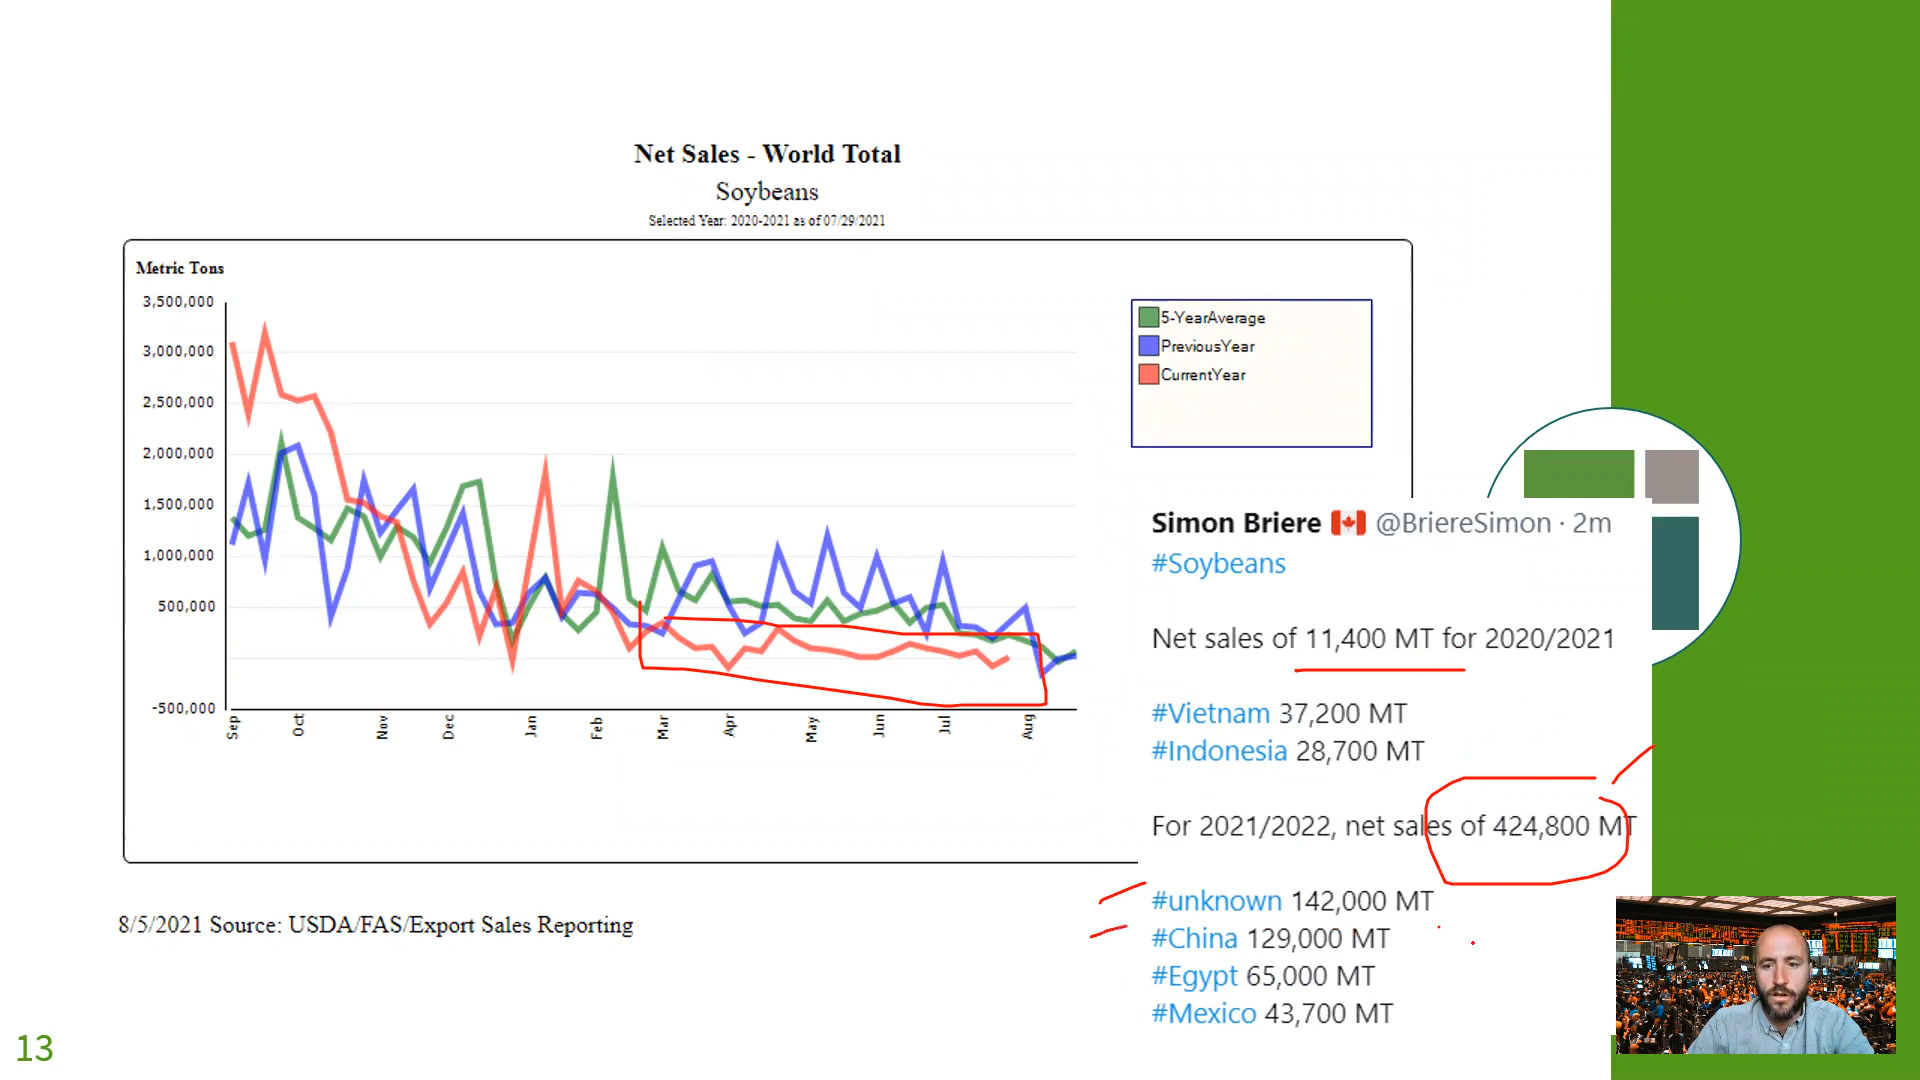 Net Sales - World Total
Soybeans
Selected Year: 2020-2021 as of 07/29/2021
Metric Tons
3,500,000
3,000,000
2,500,000
2,000,000
1,500,000
1,000,000
500,000
-500,000
Sep
Oct
Nov
Dec
Jan
Feb
Mar
Apr
May
Jun
Jul
Aug
5-YearAverage
PreviousYear
CurrentYear
Simon Briere 🇨🇦 @BriereSimon · 2m
#Soybeans
Net sales of 11,400 MT for 2020/2021
#Vietnam 37,200 MT
#Indonesia 28,700 MT
For 2021/2022, net sales of 424,800 MT
#unknown 142,000 MT
#China 129,000 MT
#Egypt 65,000 MT
#Mexico 43,700 MT
8/5/2021 Source: USDA/FAS/Export Sales Reporting
13